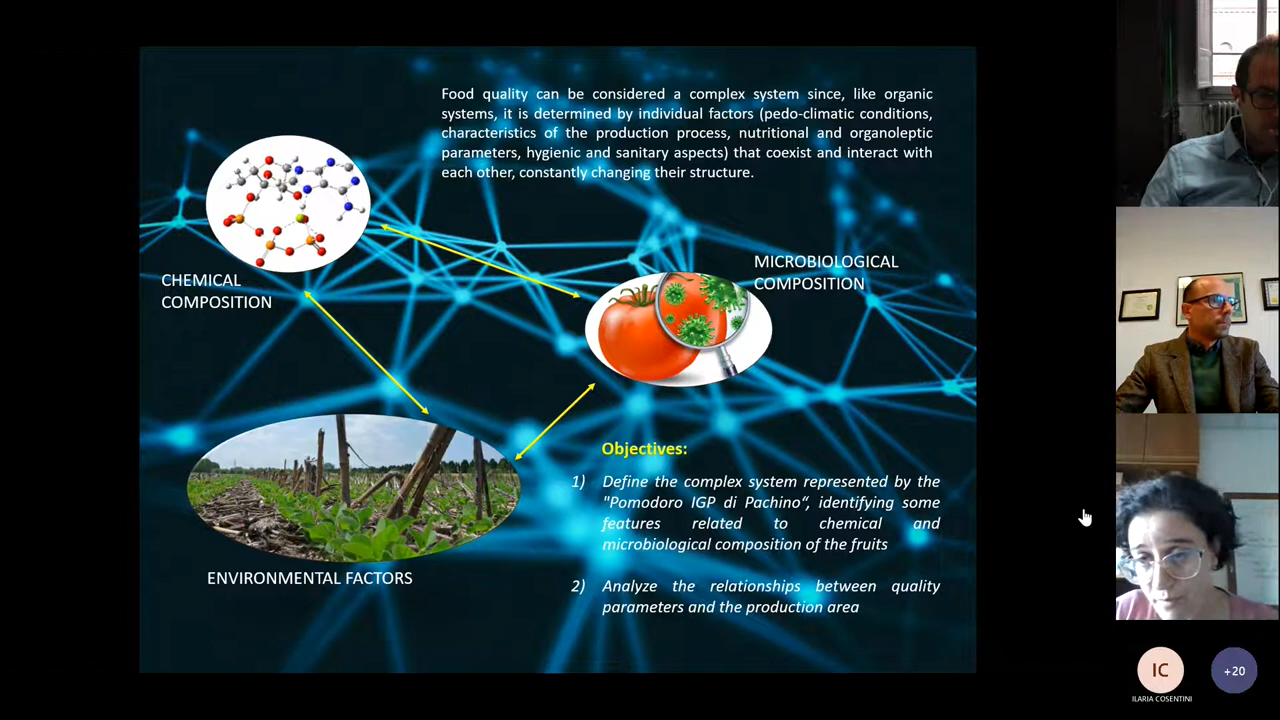 Food quality can be considered a complex system since, like organic
systems, it is determined by individual factors (pedo-climatic conditions,
characteristics of the production process, nutritional and organoleptic
parameters, hygienic and sanitary aspects) that coexist and interact with
each other, constantly changing their structure.
MICROBIOLOGICAL
COMPOSITION
CHEMICAL
COMPOSITION
Objectives:
1) Define the complex system represented by the
"Pomodoro IGP di Pachino“, identifying some
features related to chemical and
microbiological composition of the fruits
ENVIRONMENTAL FACTORS
2) Analyze the relationships between quality
parameters and the production area
IC
+20
ILARIA COSENTINI